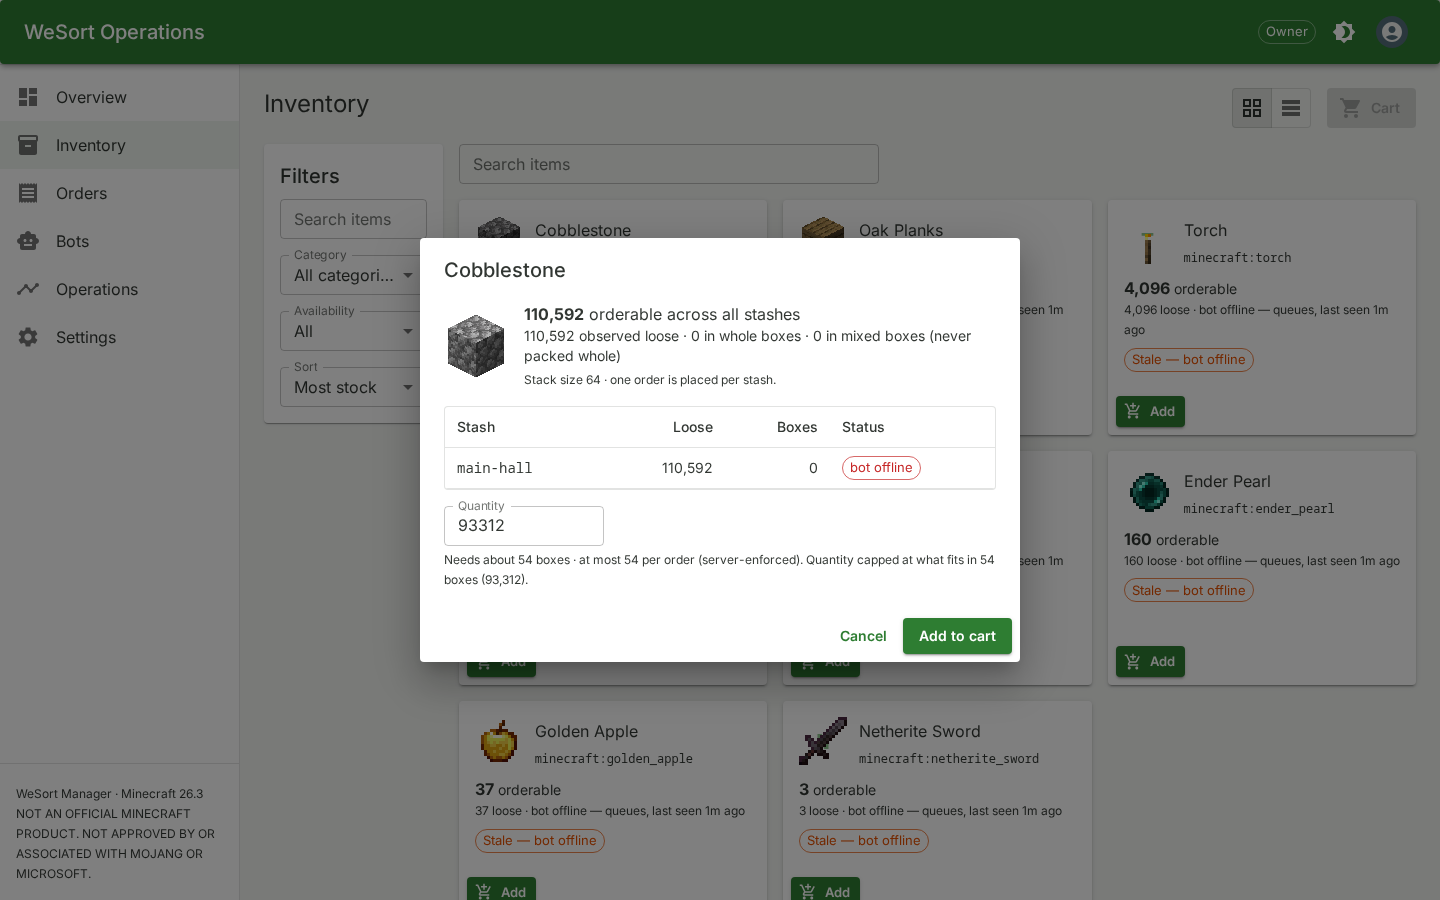 WeSort Operations
Owner
Overview
Inventory
Orders
Bots
Operations
Settings
WeSort Manager · Minecraft 26.3
NOT AN OFFICIAL MINECRAFT
PRODUCT. NOT APPROVED BY OR
ASSOCIATED WITH MOJANG OR
MICROSOFT.
Inventory
Cart
Filters
Search items
Category
All categori...
Availability
All
Sort
Most stock
Search items
Cobblestone
Oak Planks
Torch
minecraft:torch
4,096 orderable
4,096 loose · bot offline — queues, last seen 1m
ago
Stale — bot offline
Add
een 1m
Cobblestone
110,592 orderable across all stashes
110,592 observed loose · 0 in whole boxes · 0 in mixed boxes (never
packed whole)
Stack size 64 · one order is placed per stash.
Stash Loose Boxes Status
main-hall 110,592 0 bot offline
Quantity
93312
Needs about 54 boxes · at most 54 per order (server-enforced). Quantity capped at what fits in 54
boxes (93,312).
Cancel
Add to cart
Add
Add
een 1m
Ender Pearl
minecraft:ender_pearl
160 orderable
160 loose · bot offline — queues, last seen 1m ago
Stale — bot offline
Add
Golden Apple
minecraft:golden_apple
37 orderable
37 loose · bot offline — queues, last seen 1m ago
Stale — bot offline
Add
Netherite Sword
minecraft:netherite_sword
3 orderable
3 loose · bot offline — queues, last seen 1m ago
Stale — bot offline
Add